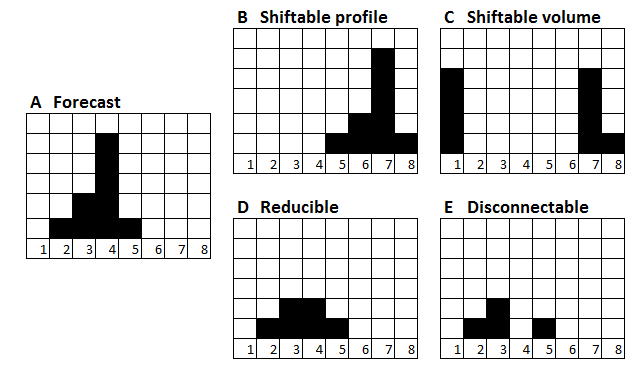 A Forecast
1 2 3 4 5 6 7 8
B Shiftable profile
1 2 3 4 5 6 7 8
C Shiftable volume
1 2 3 4 5 6 7 8
D Reducible
1 2 3 4 5 6 7 8
E Disconnectable
1 2 3 4 5 6 7 8